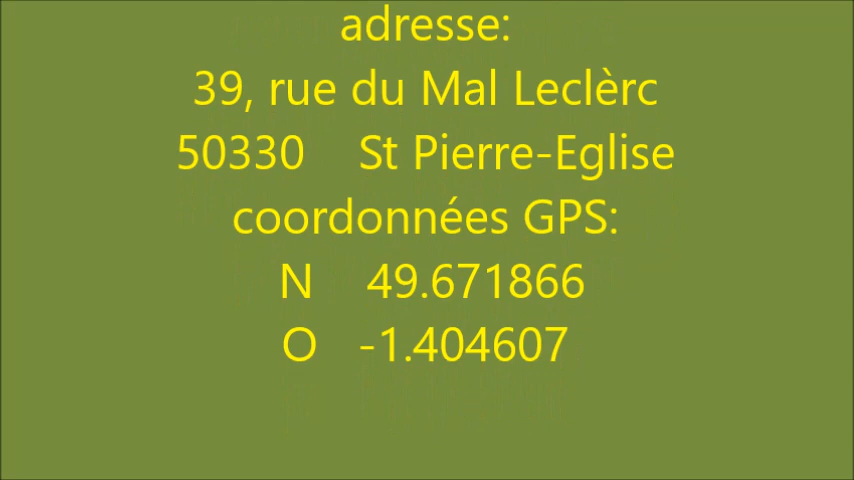 adresse:
39, rue du Mal Leclèrc
50330 St Pierre-Eglise
coordonnées GPS:
N 49.671866
O -1.404607